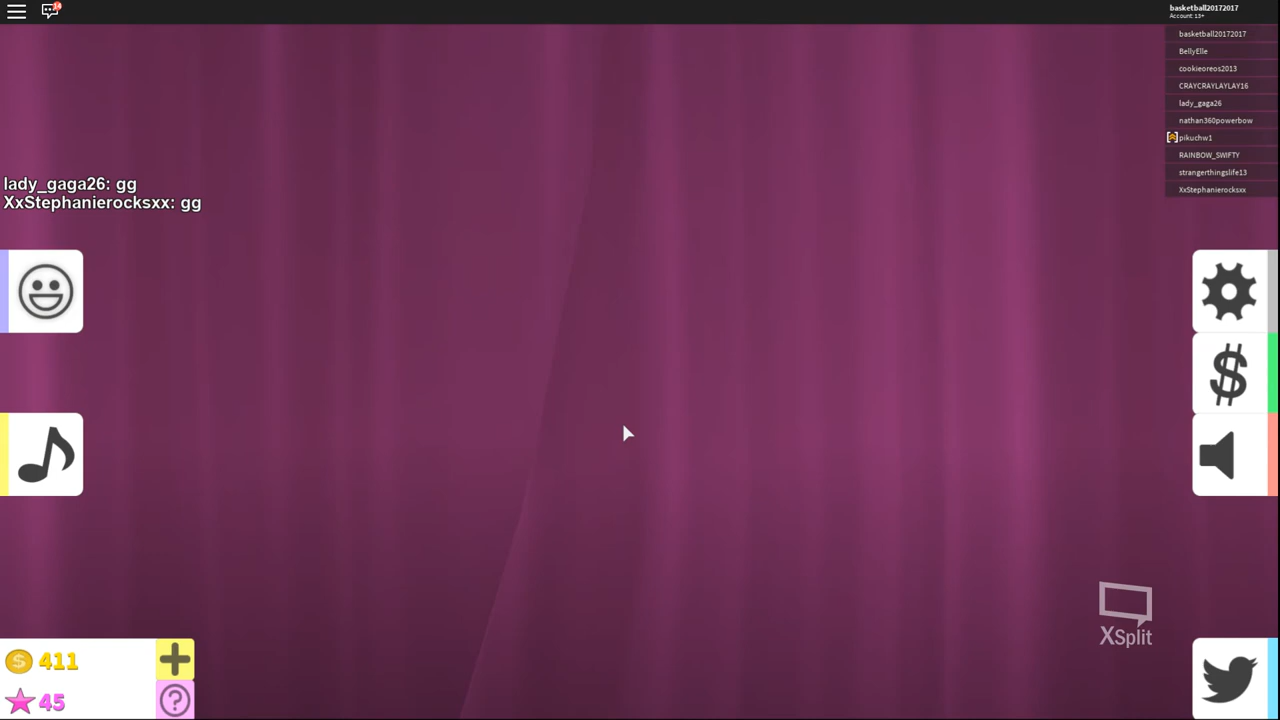 14
basketball20172017
Account: 13+
basketball20172017
BellyElle
cookieoreos2013
CRAYCRAYLAYLAY16
lady_gaga26
nathan360powerbow
pikuchw1
RAINBOW_SWIFTY
strangerthingslife13
XxStephanierocksxx
lady_gaga26: gg
XxStephanierocksxx: gg
$
XSplit
$ 411 +
45 ?